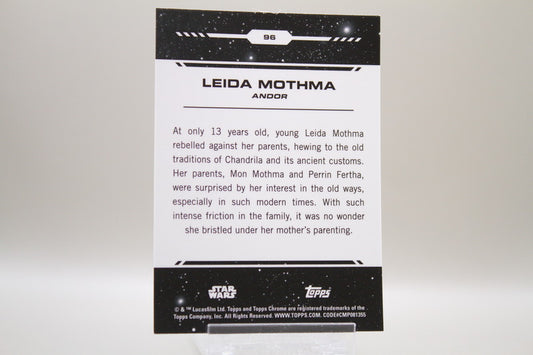 96
LEIDA MOTHMA
ANDOR
At only 13 years old, young Leida Mothma
rebelled against her parents, hewing to the old
traditions of Chandrila and its ancient customs.
Her parents, Mon Mothma and Perrin Fertha,
were surprised by her interest in the old ways,
especially in such modern times. With such
intense friction in the family, it was no wonder
she bristled under her mother's parenting.
STAR
WARS
Topps
© & ™ Lucasfilm Ltd. Topps and Topps Chrome are registered trademarks of the
Topps Company, Inc. All Rights Reserved. WWW.TOPPS.COM. CODE#CMP081355